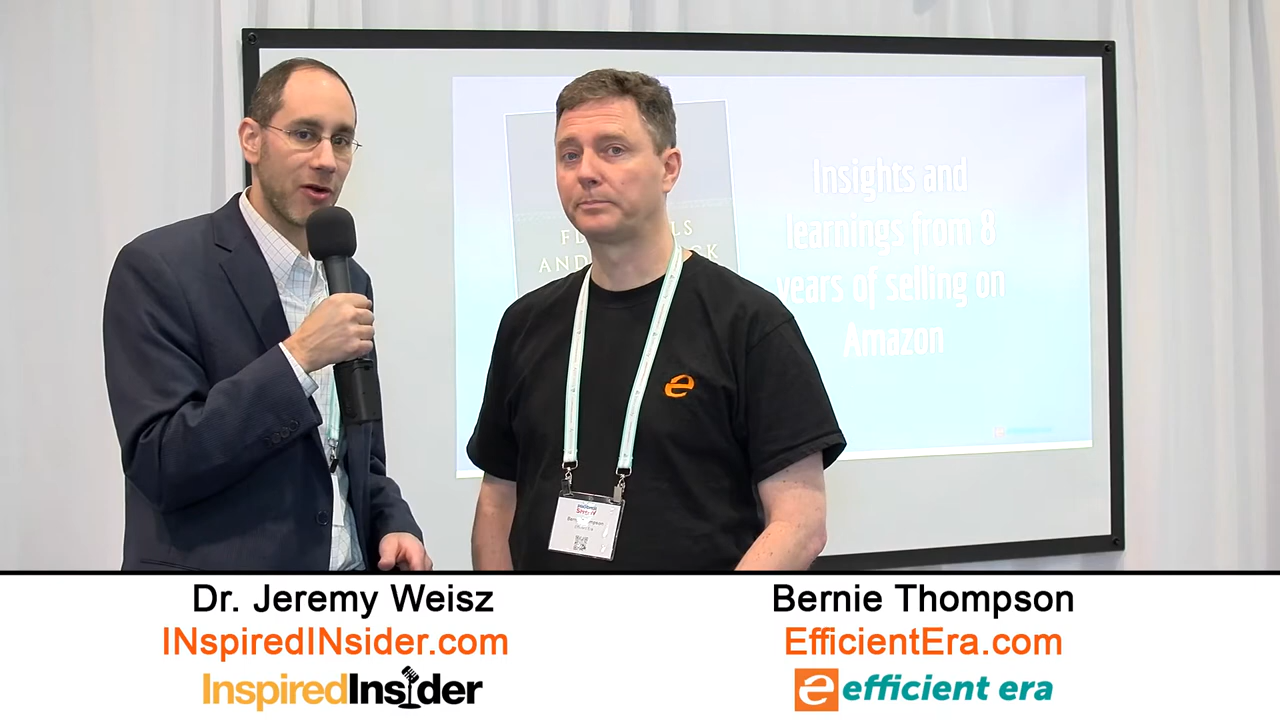 Insights and
learnings from 8
years of selling on
Amazon
AND
Dr. Jeremy Weisz
INspiredINsider.com
InspiredInsider
Bernie Thompson
EfficientEra.com
e efficient era